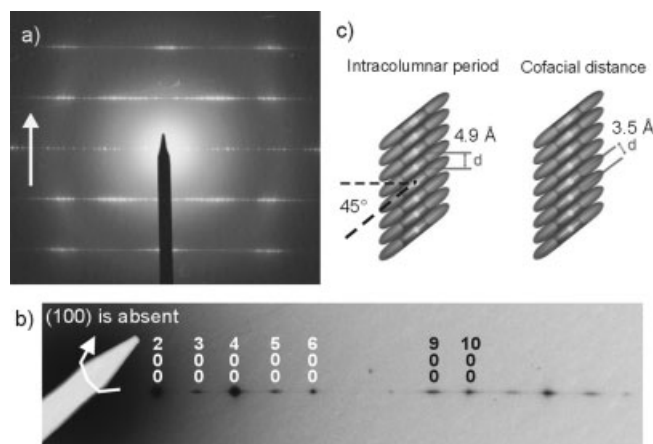 a)
c)
Intracolumnar period
Cofacial distance
4.9 Å
d
45°
3.5 Å
d
b)
(100) is absent
2 3 4 5 6 9 10
0 0 0 0 0 0 0
0 0 0 0 0 0 0